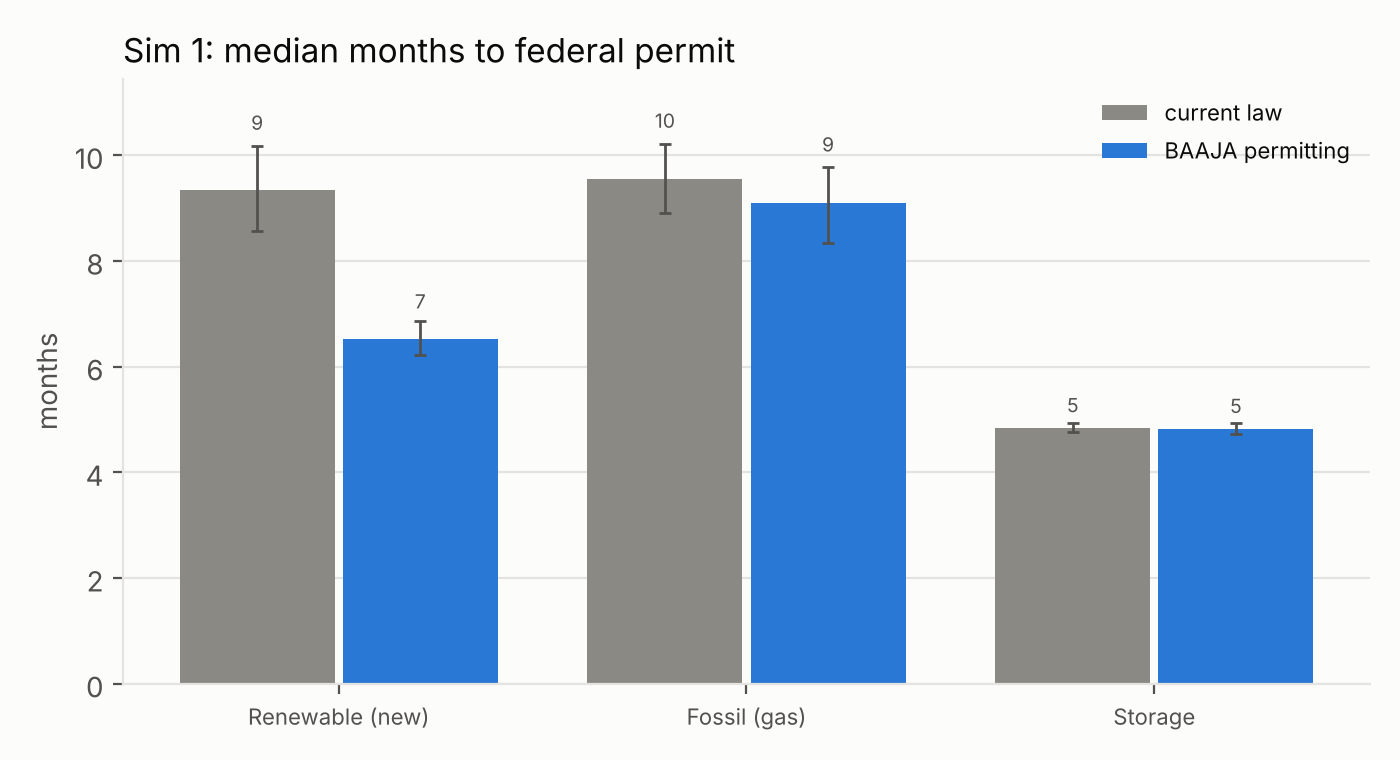 Sim 1: median months to federal permit
current law
BAAJA permitting
9
7
10
9
5
5
months
10
8
6
4
2
0
Renewable (new)
Fossil (gas)
Storage